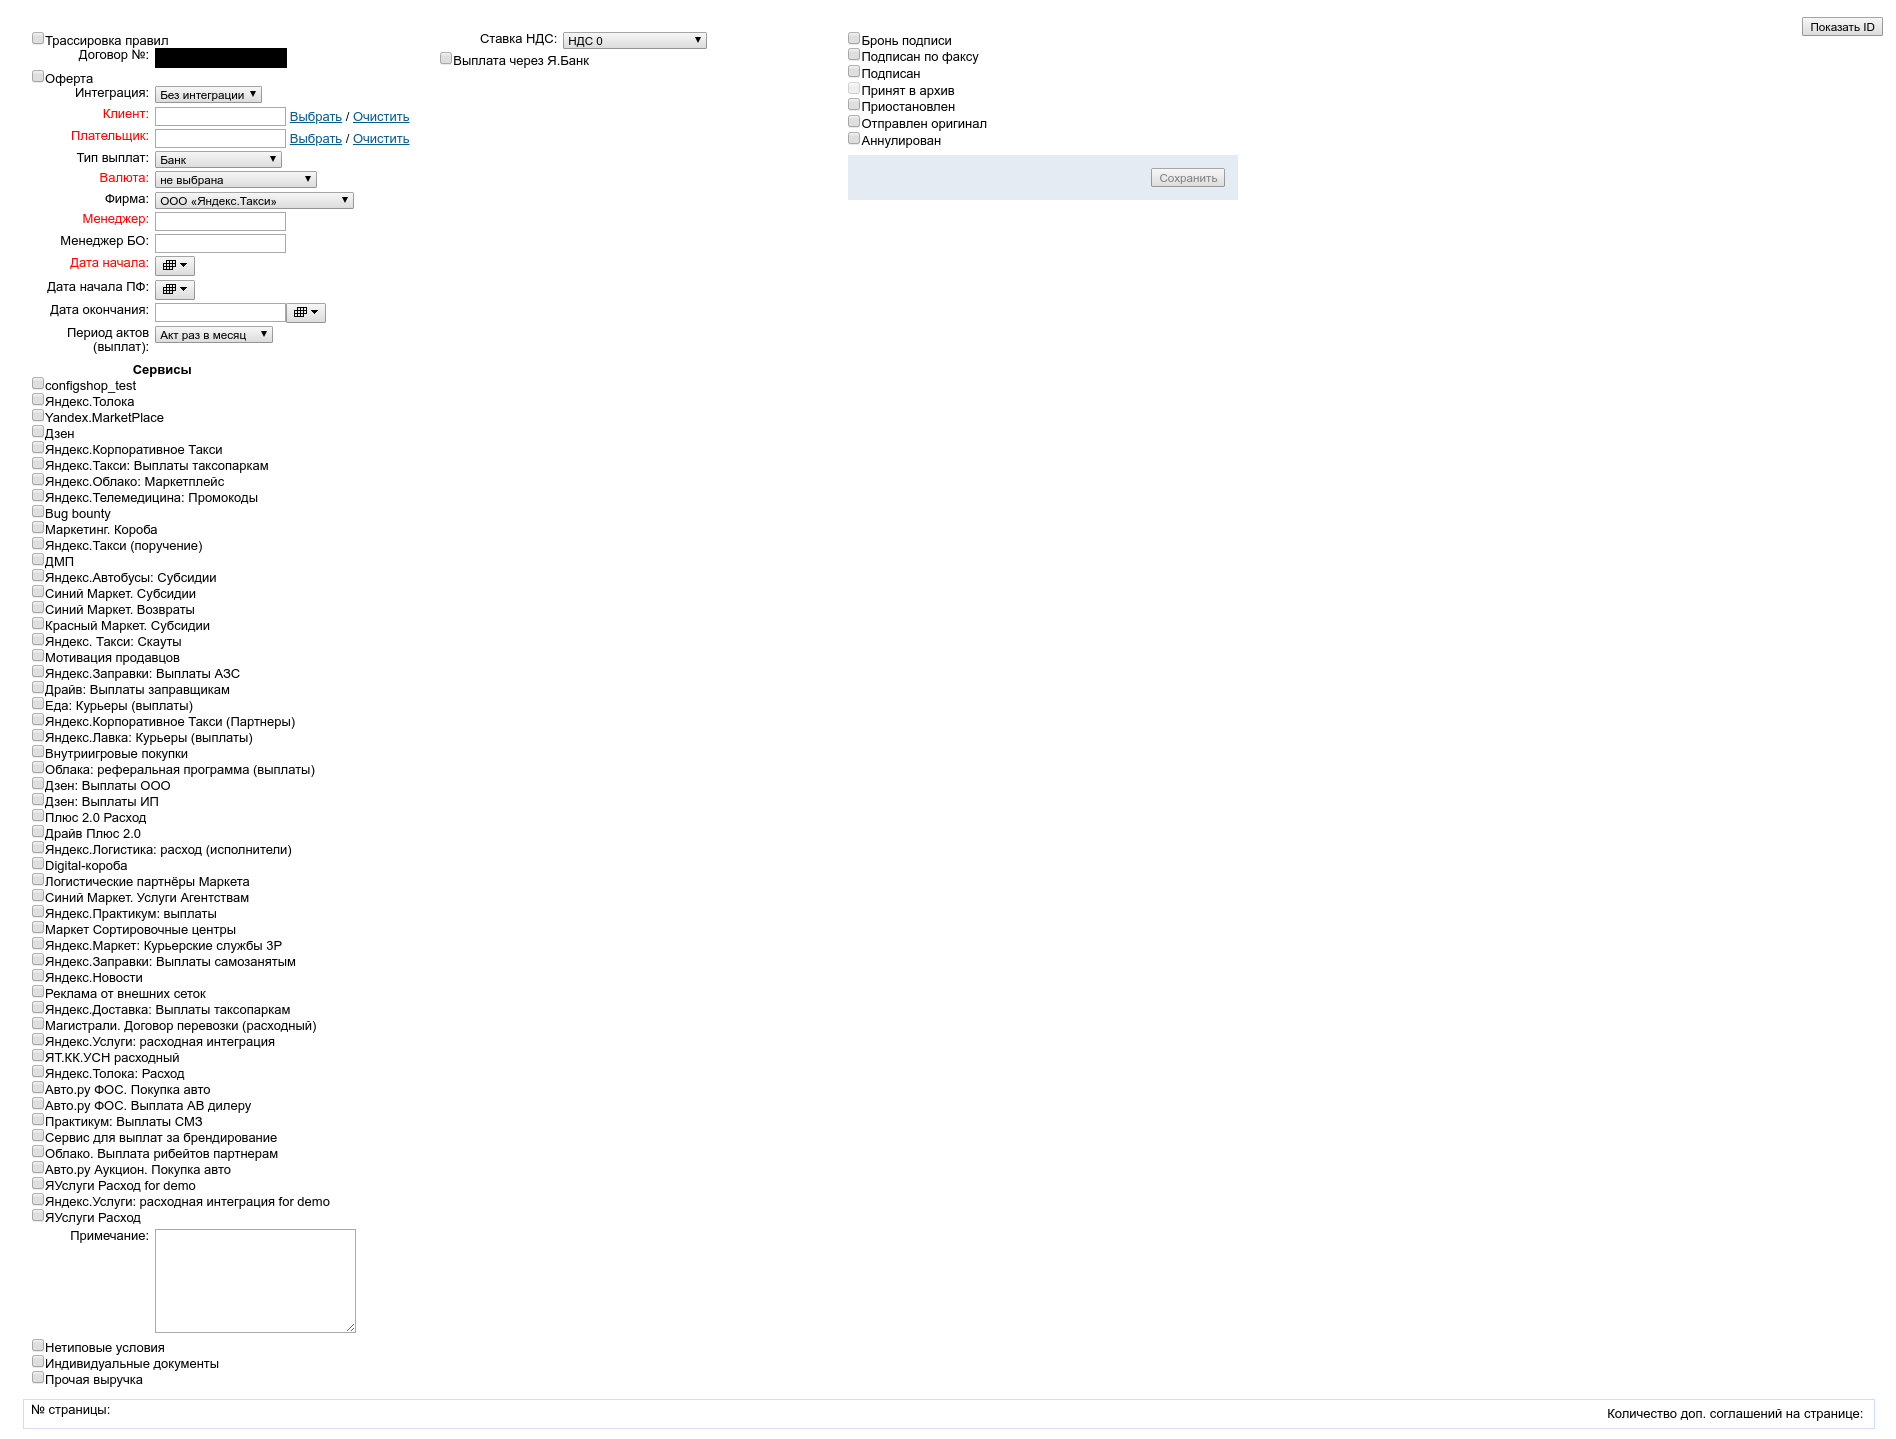 Показать ID
Трассировка правил
Договор №:
Оферта
Интеграция: Без интеграции
Клиент: Выбрать / Очистить
Плательщик: Выбрать / Очистить
Тип выплат: Банк
Валюта: не выбрана
Фирма: ООО «Яндекс.Такси»
Менеджер:
Менеджер БО:
Дата начала:
Дата начала ПФ:
Дата окончания:
Период актов
(выплат): Акт раз в месяц
Ставка НДС: НДС 0
Выплата через Я.Банк
Бронь подписи
Подписан по факсу
Подписан
Принят в архив
Приостановлен
Отправлен оригинал
Аннулирован
Сохранить
Сервисы
configshop_test
Яндекс.Толока
Yandex.MarketPlace
Дзен
Яндекс.Корпоративное Такси
Яндекс.Такси: Выплаты таксопаркам
Яндекс.Облако: Маркетплейс
Яндекс.Телемедицина: Промокоды
Bug bounty
Маркетинг. Короба
Яндекс.Такси (поручение)
ДМП
Яндекс.Автобусы: Субсидии
Синий Маркет. Субсидии
Синий Маркет. Возвраты
Красный Маркет. Субсидии
Яндекс. Такси: Скауты
Мотивация продавцов
Яндекс.Заправки: Выплаты АЗС
Драйв: Выплаты заправщикам
Еда: Курьеры (выплаты)
Яндекс.Корпоративное Такси (Партнеры)
Яндекс.Лавка: Курьеры (выплаты)
Внутриигровые покупки
Облака: реферальная программа (выплаты)
Дзен: Выплаты ООО
Дзен: Выплаты ИП
Плюс 2.0 Расход
Драйв Плюс 2.0
Яндекс.Логистика: расход (исполнители)
Digital-короба
Логистические партнёры Маркета
Синий Маркет. Услуги Агентствам
Яндекс.Практикум: выплаты
Маркет Сортировочные центры
Яндекс.Маркет: Курьерские службы 3P
Яндекс.Заправки: Выплаты самозанятым
Яндекс.Новости
Реклама от внешних сеток
Яндекс.Доставка: Выплаты таксопаркам
Магистрали. Договор перевозки (расходный)
Яндекс.Услуги: расходная интеграция
ЯТ.КК.УСН расходный
Яндекс.Толока: Расход
Авто.ру ФОС. Покупка авто
Авто.ру ФОС. Выплата АВ дилеру
Практикум: Выплаты СМЗ
Сервис для выплат за брендирование
Облако. Выплата рибейтов партнерам
Авто.ру Аукцион. Покупка авто
ЯУслуги Расход for demo
Яндекс.Услуги: расходная интеграция for demo
ЯУслуги Расход
Примечание:
Нетиповые условия
Индивидуальные документы
Прочая выручка
№ страницы:
Количество доп. соглашений на странице: